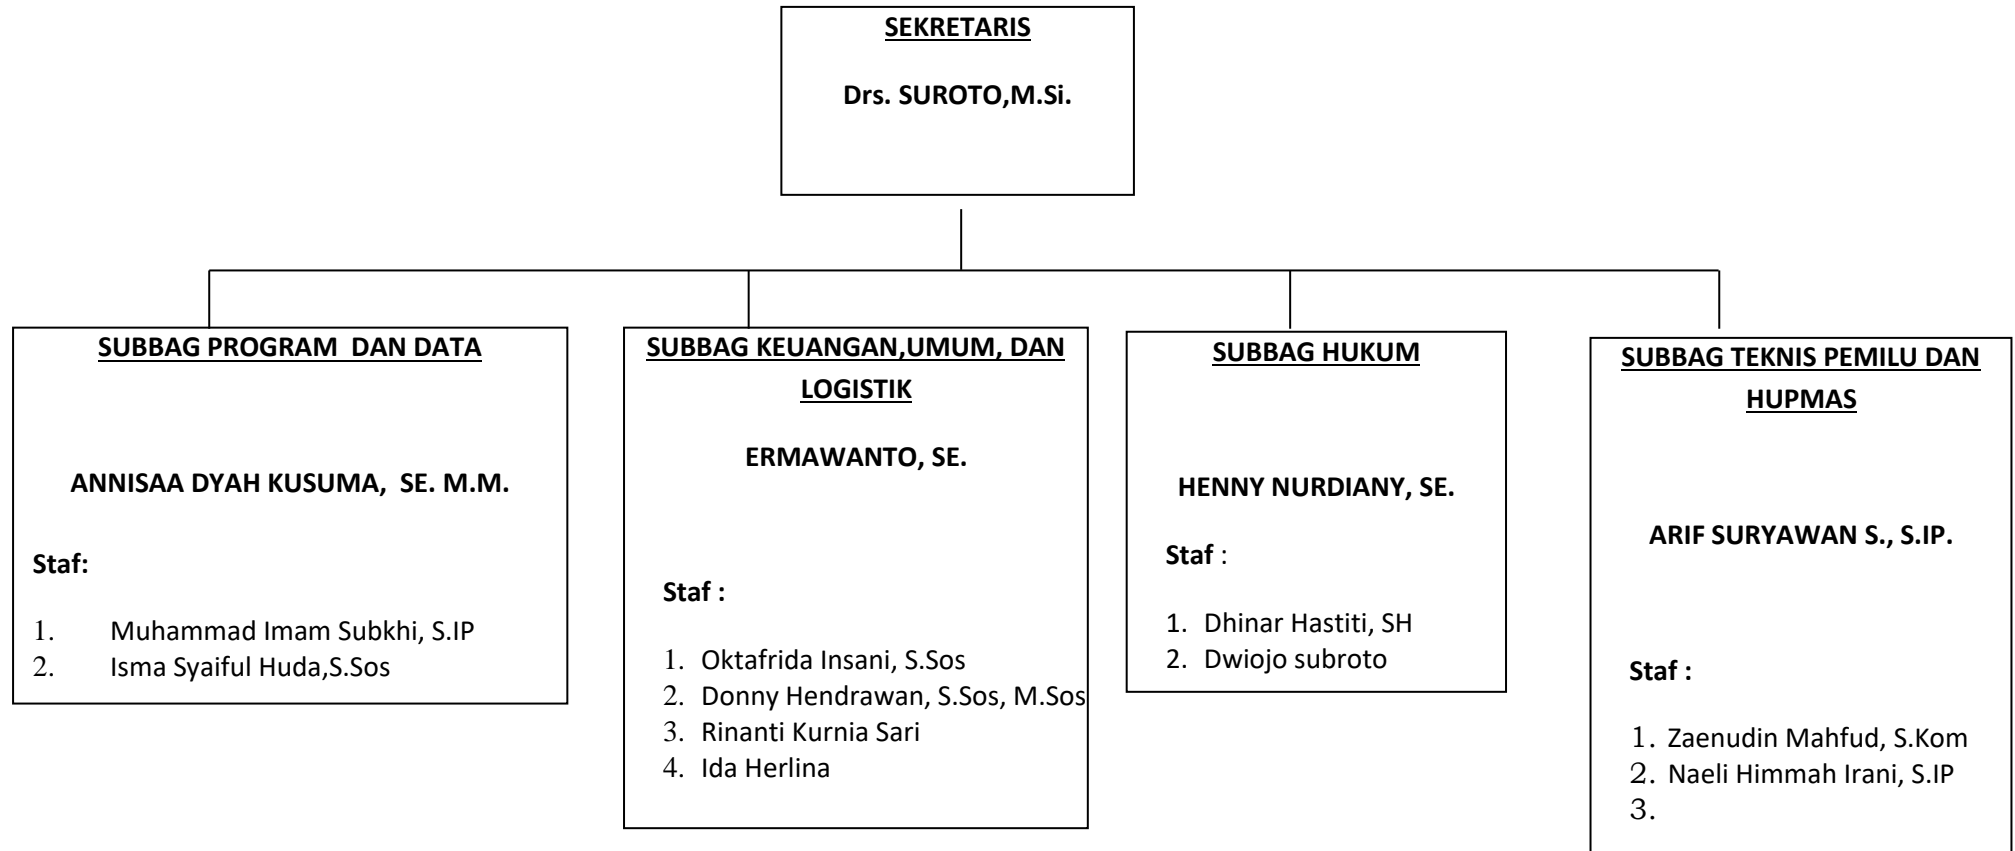 SEKRETARIS
Drs. SUROTO,M.Si.
SUBBAG PROGRAM  DAN DATA
ANNISAA DYAH KUSUMA,  SE. M.M.
Staf:
1. Muhammad Imam Subkhi, S.IP
2. Isma Syaiful Huda,S.Sos
SUBBAG KEUANGAN,UMUM, DAN
LOGISTIK
ERMAWANTO, SE.
Staf :
1. Oktafrida Insani, S.Sos
2. Donny Hendrawan, S.Sos, M.Sos
3. Rinanti Kurnia Sari
4. Ida Herlina
SUBBAG HUKUM
HENNY NURDIANY, SE.
Staf :
1. Dhinar Hastiti, SH
2. Dwiojo subroto
SUBBAG TEKNIS PEMILU DAN
HUPMAS
ARIF SURYAWAN S., S.IP.
Staf :
1. Zaenudin Mahfud, S.Kom
2. Naeli Himmah Irani, S.IP
3.